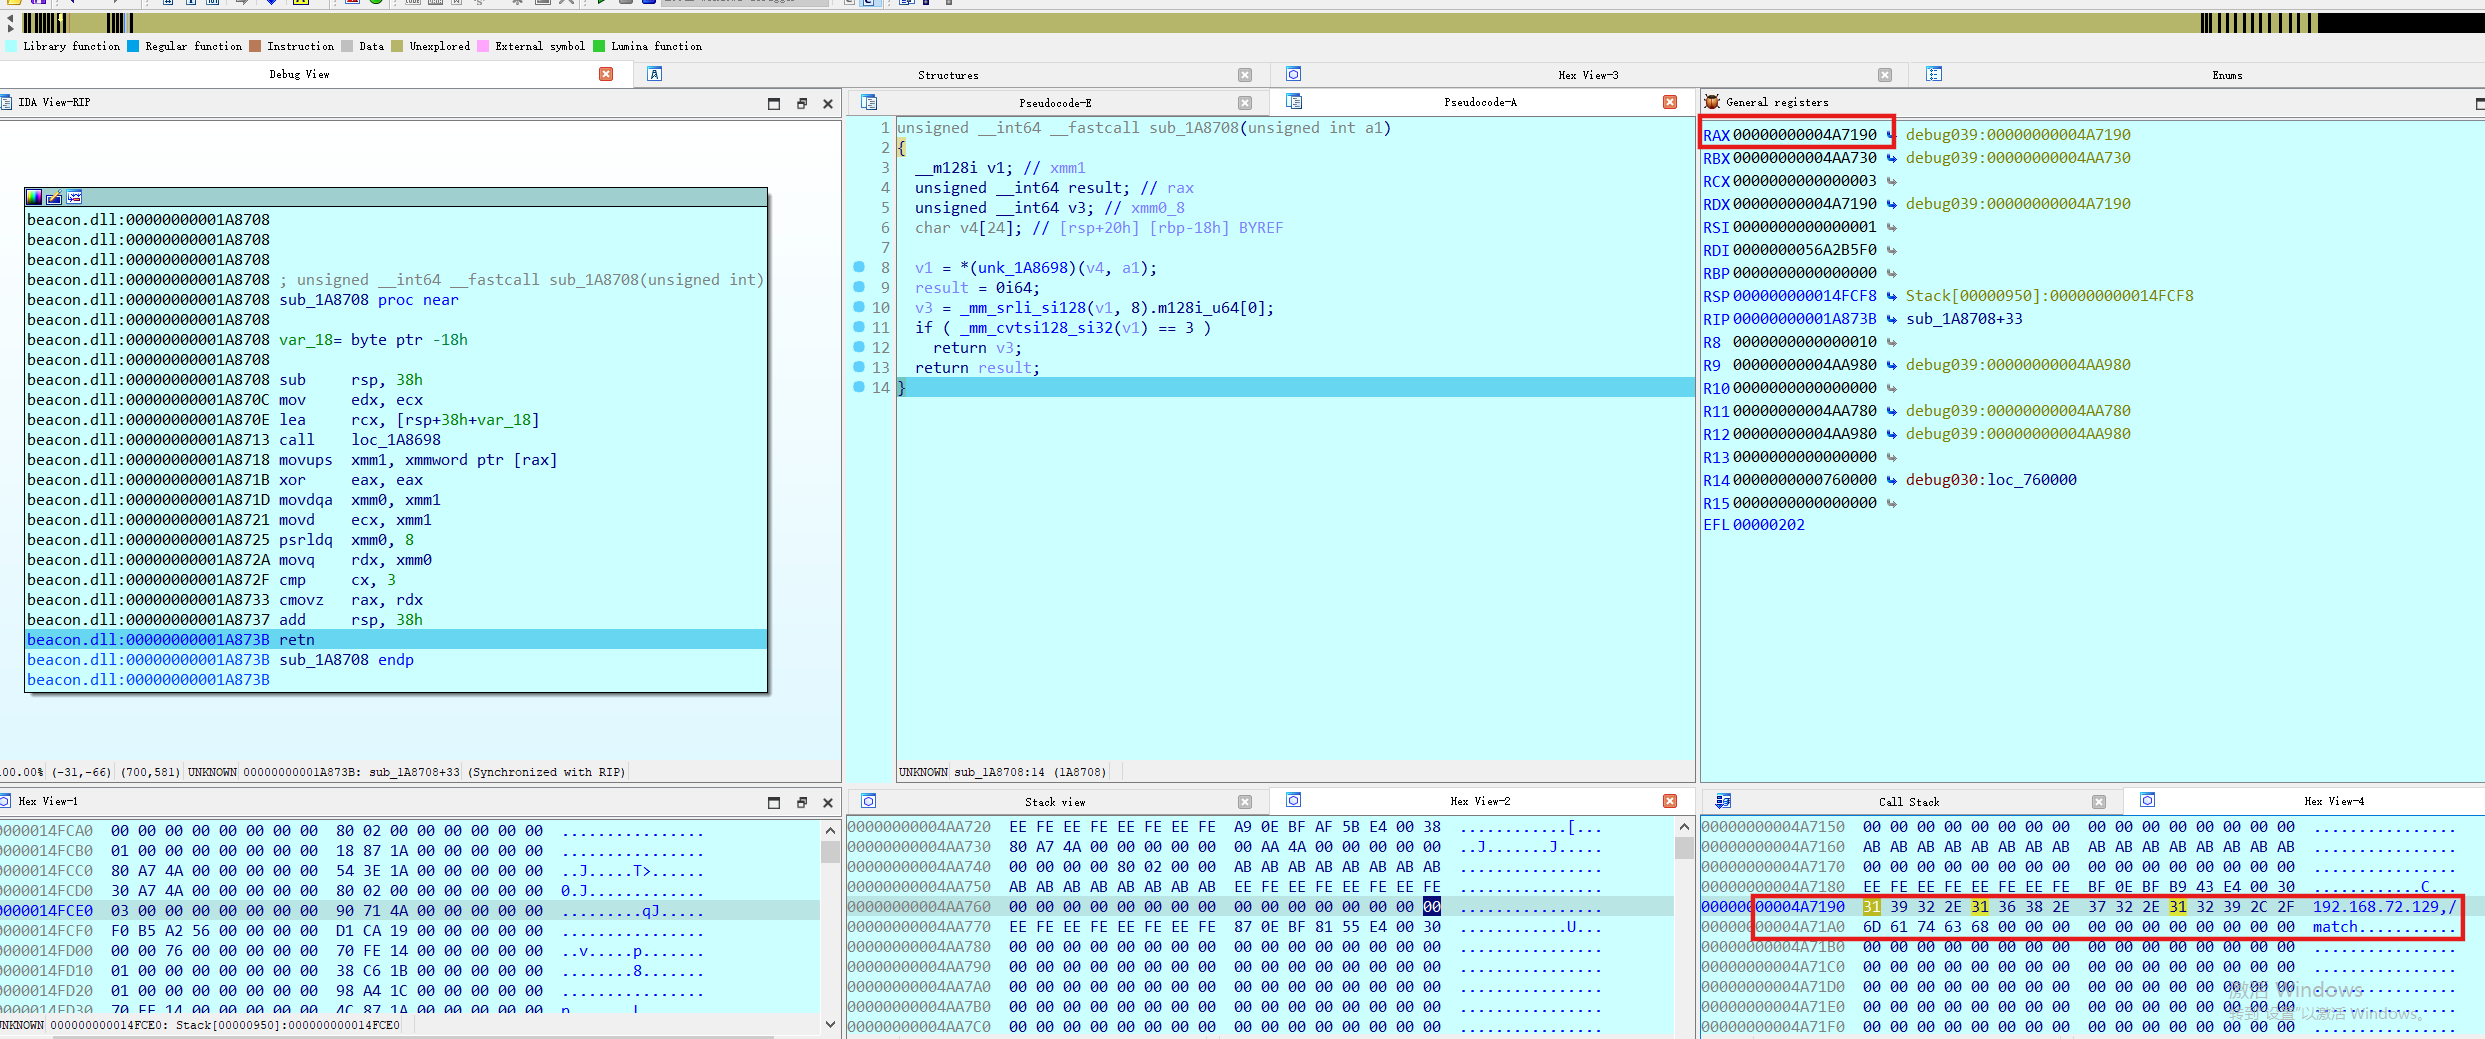 Library function Regular function Instruction Data Unexplored External symbol Lumina function
Debug View
Structures
Hex View-3
Enums
IDA View-RIP
Pseudocode-E
Pseudocode-A
General registers
beacon.dll:00000000001A8708
beacon.dll:00000000001A8708
beacon.dll:00000000001A8708
beacon.dll:00000000001A8708 ; unsigned __int64 __fastcall sub_1A8708(unsigned int)
beacon.dll:00000000001A8708 sub_1A8708 proc near
beacon.dll:00000000001A8708
beacon.dll:00000000001A8708 var_18= byte ptr -18h
beacon.dll:00000000001A8708
beacon.dll:00000000001A8708 sub rsp, 38h
beacon.dll:00000000001A870C mov edx, ecx
beacon.dll:00000000001A870E lea rcx, [rsp+38h+var_18]
beacon.dll:00000000001A8713 call loc_1A8698
beacon.dll:00000000001A8718 movups xmm1, xmmword ptr [rax]
beacon.dll:00000000001A871B xor eax, eax
beacon.dll:00000000001A871D movdqa xmm0, xmm1
beacon.dll:00000000001A8721 movd ecx, xmm1
beacon.dll:00000000001A8725 psrldq xmm0, 8
beacon.dll:00000000001A872A movq rdx, xmm0
beacon.dll:00000000001A872F cmp cx, 3
beacon.dll:00000000001A8733 cmovz rax, rdx
beacon.dll:00000000001A8737 add rsp, 38h
beacon.dll:00000000001A873B retn
beacon.dll:00000000001A873B sub_1A8708 endp
beacon.dll:00000000001A873B
00.00% (-31,-66) (700,581) UNKNOWN 00000000001A873B: sub_1A8708+33 (Synchronized with RIP)
1 unsigned __int64 __fastcall sub_1A8708(unsigned int a1)
2 {
3 __m128i v1; // xmm1
4 unsigned __int64 result; // rax
5 unsigned __int64 v3; // xmm0_8
6 char v4[24]; // [rsp+20h] [rbp-18h] BYREF
7
8 v1 = *(unk_1A8698)(v4, a1);
9 result = 0i64;
10 v3 = _mm_srli_si128(v1, 8).m128i_u64[0];
11 if ( _mm_cvtsi128_si32(v1) == 3 )
12 return v3;
13 return result;
14 }
UNKNOWN sub_1A8708:14 (1A8708)
RAX 00000000004A7190 debug039:00000000004A7190
RBX 00000000004AA730 debug039:00000000004AA730
RCX 0000000000000003
RDX 00000000004A7190 debug039:00000000004A7190
RSI 0000000000000001
RDI 0000000056A2B5F0
RBP 0000000000000000
RSP 000000000014FCF8 Stack[00000950]:000000000014FCF8
RIP 00000000001A873B sub_1A8708+33
R8 0000000000000010
R9 00000000004AA980 debug039:00000000004AA980
R10 0000000000000000
R11 00000000004AA780 debug039:00000000004AA780
R12 00000000004AA980 debug039:00000000004AA980
R13 0000000000000000
R14 0000000000760000 debug030:loc_760000
R15 0000000000000000
EFL 00000202
Hex View-1
0000014FCA0 00 00 00 00 00 00 00 00 80 02 00 00 00 00 00 00 ................
0000014FCB0 01 00 00 00 00 00 00 00 18 87 1A 00 00 00 00 00 ................
0000014FCC0 80 A7 4A 00 00 00 00 00 54 3E 1A 00 00 00 00 00 ..J.....T>......
0000014FCD0 30 A7 4A 00 00 00 00 00 80 02 00 00 00 00 00 00 0.J.............
0000014FCE0 03 00 00 00 00 00 00 00 90 71 4A 00 00 00 00 00 .........qJ.....
0000014FCF0 F0 B5 A2 56 00 00 00 00 D1 CA 19 00 00 00 00 00 ...V............
0000014FD00 00 00 76 00 00 00 00 00 70 FE 14 00 00 00 00 00 ..v.....p.......
0000014FD10 01 00 00 00 00 00 00 00 38 C6 1B 00 00 00 00 00 ........8.......
0000014FD20 01 00 00 00 00 00 00 00 98 A4 1C 00 00 00 00 00 ................
0000014FD30 70 FE 14 00 00 00 00 00 4C 87 1A 00 00 00 00 00
UNKNOWN 000000000014FCE0: Stack[00000950]:000000000014FCE0
Stack view
Hex View-2
00000000004AA720 EE FE EE FE EE FE EE FE A9 0E BF AF 5B E4 00 38 ............[...
00000000004AA730 80 A7 4A 00 00 00 00 00 00 AA 4A 00 00 00 00 00 ..J.......J.....
00000000004AA740 00 00 00 00 80 02 00 00 AB AB AB AB AB AB AB AB ................
00000000004AA750 AB AB AB AB AB AB AB AB EE FE EE FE EE FE EE FE ................
00000000004AA760 00 00 00 00 00 00 00 00 00 00 00 00 00 00 00 00 ................
00000000004AA770 EE FE EE FE EE FE EE FE 87 0E BF 81 55 E4 00 30 ............U...
00000000004AA780 00 00 00 00 00 00 00 00 00 00 00 00 00 00 00 00 ................
00000000004AA790 00 00 00 00 00 00 00 00 00 00 00 00 00 00 00 00 ................
00000000004AA7A0 00 00 00 00 00 00 00 00 00 00 00 00 00 00 00 00 ................
00000000004AA7B0 00 00 00 00 00 00 00 00 00 00 00 00 00 00 00 00 ................
00000000004AA7C0 00 00 00 00 00 00 00 00 00 00 00 00 00 00 00 00 ................
Call Stack
Hex View-4
00000000004A7150 00 00 00 00 00 00 00 00 00 00 00 00 00 00 00 00 ................
00000000004A7160 AB AB AB AB AB AB AB AB AB AB AB AB AB AB AB AB ................
00000000004A7170 00 00 00 00 00 00 00 00 00 00 00 00 00 00 00 00 ................
00000000004A7180 EE FE EE FE EE FE EE FE BF 0E BF B9 43 E4 00 30 ............C...
00000000004A7190 31 39 32 2E 31 36 38 2E 37 32 2E 31 32 39 2C 2F 192.168.72.129,/
00000000004A71A0 6D 61 74 63 68 00 00 00 00 00 00 00 00 00 00 00 match...........
00000000004A71B0 00 00 00 00 00 00 00 00 00 00 00 00 00 00 00 00 ................
00000000004A71C0 00 00 00 00 00 00 00 00 00 00 00 00 00 00 00 00 ................
00000000004A71D0 00 00 00 00 00 00 00 00 00 00 00 00 00 00 00 00
00000000004A71E0 00 00 00 00 00 00 00 00 00 00 00 00 00 00 00 00 ................
00000000004A71F0 00 00 00 00 00 00 00 00 00 00 00 00 00 00 00 00
激活 Windows
转到"设置"以激活 Windows。